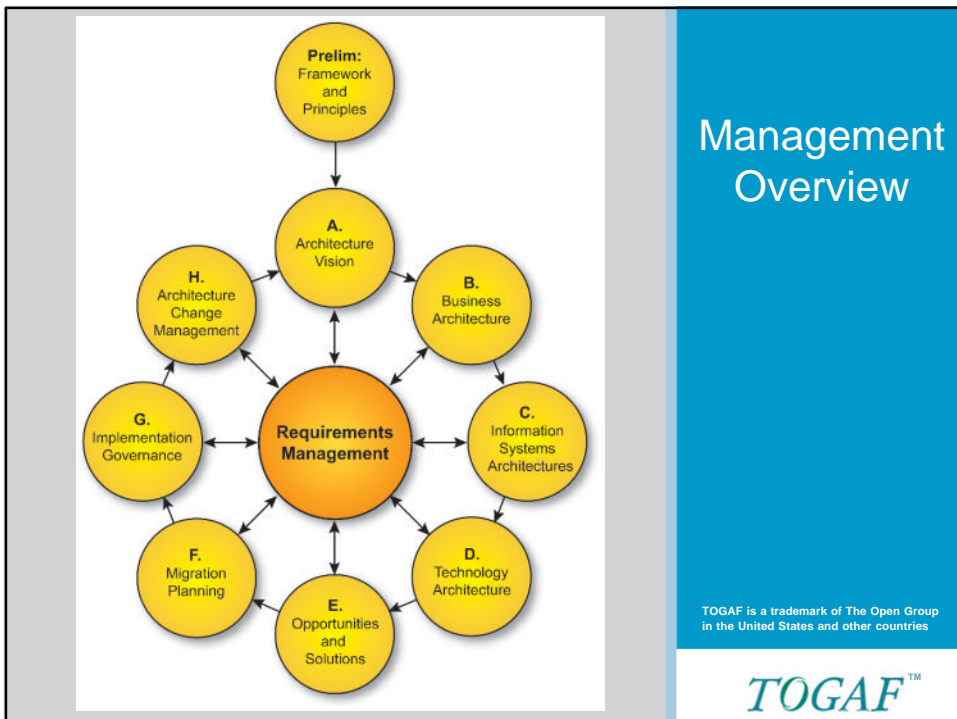 Prelim:
Framework
and
Principles
A.
Architecture
Vision
B.
Business
Architecture
C.
Information
Systems
Architectures
D.
Technology
Architecture
E.
Opportunities
and
Solutions
F.
Migration
Planning
G.
Implementation
Governance
H.
Architecture
Change
Management
Requirements
Management
Management
Overview
TOGAF is a trademark of The Open Group
in the United States and other countries
TOGAF™